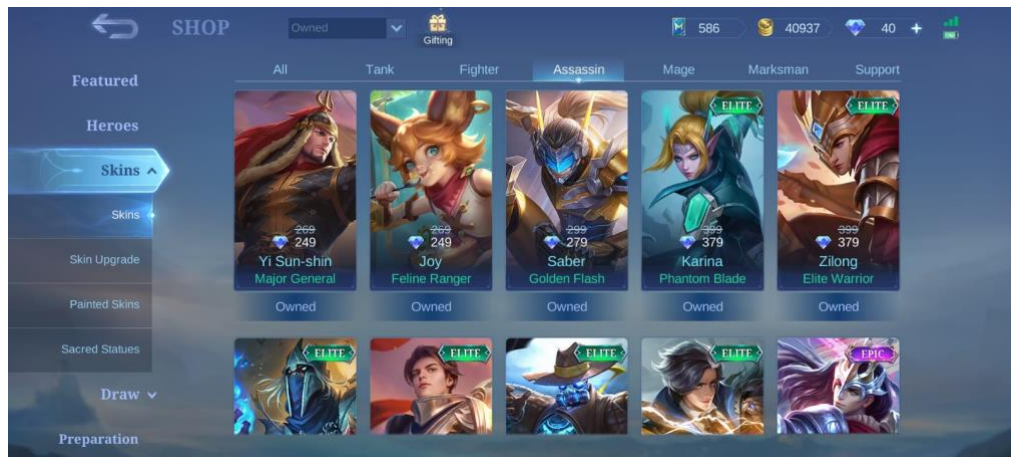 SHOP
Owned
Gifting
586
40937
40
Featured
Heroes
Skins
Skins
Skin Upgrade
Painted Skins
Sacred Statues
Draw
Preparation
All Tank Fighter Assassin Mage Marksman Support
269
249
Yi Sun-shin
Major General
Owned
269
249
Joy
Feline Ranger
Owned
299
279
Saber
Golden Flash
Owned
ELITE
399
379
Karina
Phantom Blade
Owned
ELITE
399
379
Zilong
Elite Warrior
Owned
ELITE
ELITE
ELITE
ELITE
EPIC